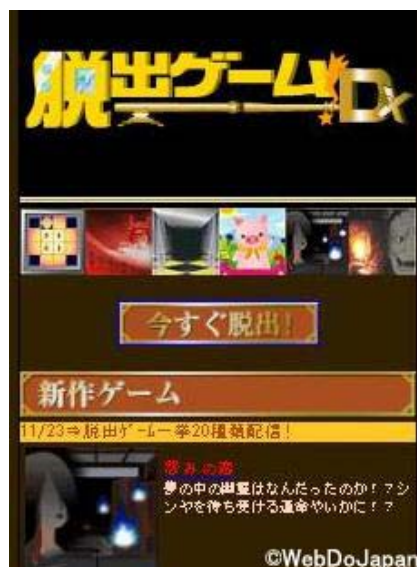 脱出ゲームDX
今すぐ脱出!
新作ゲーム
11/23⇒脱出ゲーム一挙20種類配信!
夢の中の幽霊はなんだったのか!?シ
ンヤを待ち受ける運命やいかに!?
©WebDoJapan